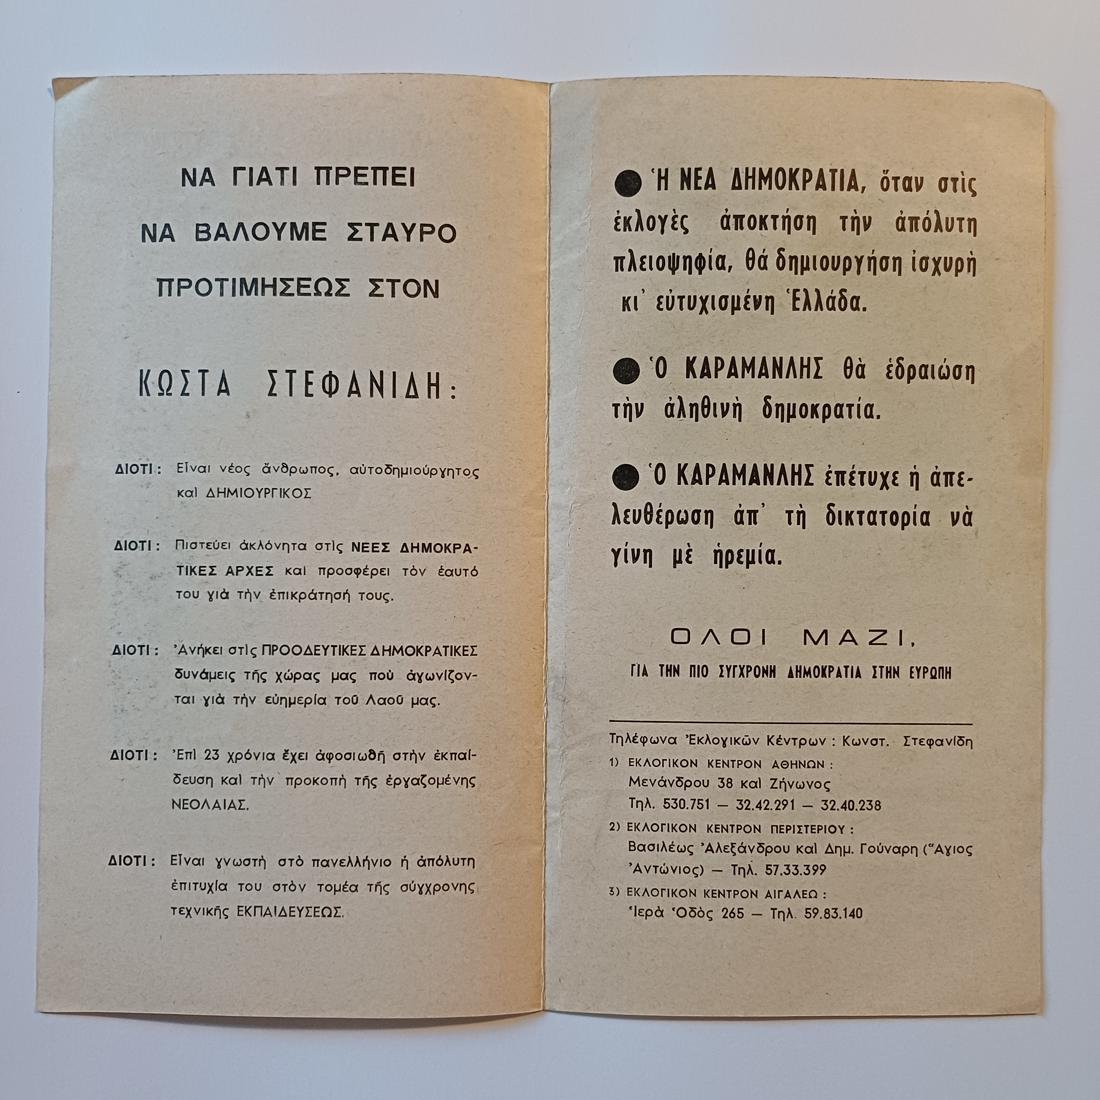 ΝΑ ΓΙΑΤΙ ΠΡΕΠΕΙ
ΝΑ ΒΑΛΟΥΜΕ ΣΤΑΥΡΟ
ΠΡΟΤΙΜΗΣΕΩΣ ΣΤΟΝ
ΚΩΣΤΑ ΣΤΕΦΑΝΙΔΗ:
ΔΙΟΤΙ: Εἶναι νέος ἄνθρωπος, αὐτοδημιούργητος
καὶ ΔΗΜΙΟΥΡΓΙΚΟΣ
ΔΙΟΤΙ: Πιστεύει ἀκλόνητα στὶς ΝΕΕΣ ΔΗΜΟΚΡΑ-
ΤΙΚΕΣ ΑΡΧΕΣ καὶ προσφέρει τὸν ἑαυτό
του γιὰ τὴν ἐπικράτησή τους.
ΔΙΟΤΙ: Ἀνήκει στὶς ΠΡΟΟΔΕΥΤΙΚΕΣ ΔΗΜΟΚΡΑΤΙΚΕΣ
δυνάμεις τῆς χώρας μας ποὺ ἀγωνίζον-
ται γιὰ τὴν εὐημερία τοῦ Λαοῦ μας.
ΔΙΟΤΙ: Ἐπὶ 23 χρόνια ἔχει ἀφοσιωθῆ στὴν ἐκπαί-
δευση καὶ τὴν προκοπὴ τῆς ἐργαζομένης
ΝΕΟΛΑΙΑΣ.
ΔΙΟΤΙ: Εἶναι γνωστὴ στὸ πανελλήνιο ἡ ἀπόλυτη
ἐπιτυχία του στὸν τομέα τῆς σύγχρονης
τεχνικῆς ΕΚΠΑΙΔΕΥΣΕΩΣ.
● Ἡ ΝΕΑ ΔΗΜΟΚΡΑΤΙΑ, ὅταν στὶς
ἐκλογὲς ἀποκτήση τὴν ἀπόλυτη
πλειοψηφία, θά δημιουργήση ἰσχυρὴ
κι᾽ εὐτυχισμένη Ἑλλάδα.
● Ὁ ΚΑΡΑΜΑΝΛΗΣ θὰ ἑδραιώση
τὴν ἀληθινὴ δημοκρατία.
● Ὁ ΚΑΡΑΜΑΝΛΗΣ ἐπέτυχε ἡ ἀπε-
λευθέρωση ἀπ᾽ τὴ δικτατορία νὰ
γίνη μὲ ἠρεμία.
ΟΛΟΙ ΜΑΖΙ,
ΓΙΑ ΤΗΝ ΠΙΟ ΣΥΓΧΡΟΝΗ ΔΗΜΟΚΡΑΤΙΑ ΣΤΗΝ ΕΥΡΩΠΗ
Τηλέφωνα Ἐκλογικῶν Κέντρων: Κωνστ. Στεφανίδη
1) ΕΚΛΟΓΙΚΟΝ ΚΕΝΤΡΟΝ ΑΘΗΝΩΝ:
Μενάνδρου 38 καὶ Ζήνωνος
Τηλ. 530.751 — 32.42.291 — 32.40.238
2) ΕΚΛΟΓΙΚΟΝ ΚΕΝΤΡΟΝ ΠΕΡΙΣΤΕΡΙΟΥ:
Βασιλέως Ἀλεξάνδρου καὶ Δημ. Γούναρη (Ἅγιος
Ἀντώνιος) — Τηλ. 57.33.399
3) ΕΚΛΟΓΙΚΟΝ ΚΕΝΤΡΟΝ ΑΙΓΑΛΕΩ:
Ἱερὰ Ὁδὸς 265 — Τηλ. 59.83.140